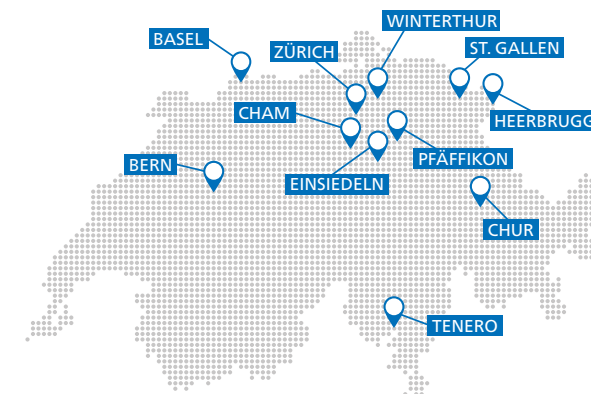 WINTERTHUR
BASEL
ZÜRICH
ST. GALLEN
CHAM
HEERBRUGG
PFÄFFIKON
BERN
EINSIEDELN
CHUR
TENERO